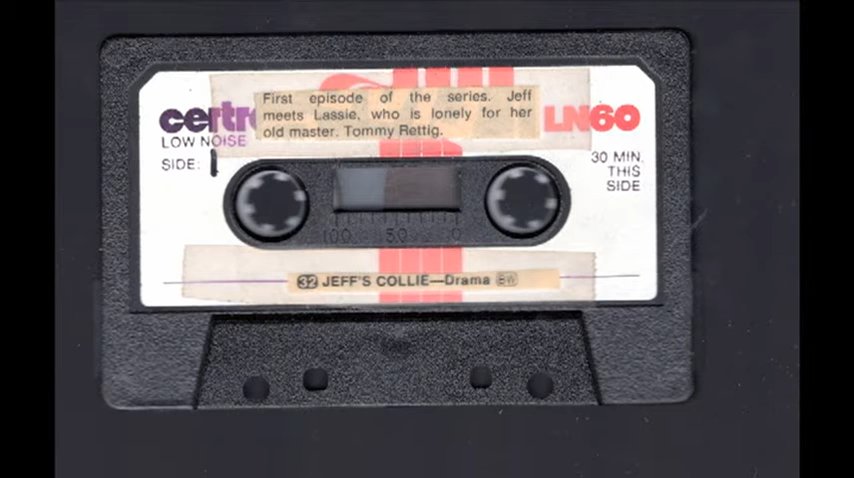 First episode of the series. Jeff
meets Lassie, who is lonely for her
old master. Tommy Rettig.
certr
LN60
LOW NOISE
SIDE: 1
30 MIN.
THIS
SIDE
100 50 0
32 JEFF'S COLLIE—Drama BW